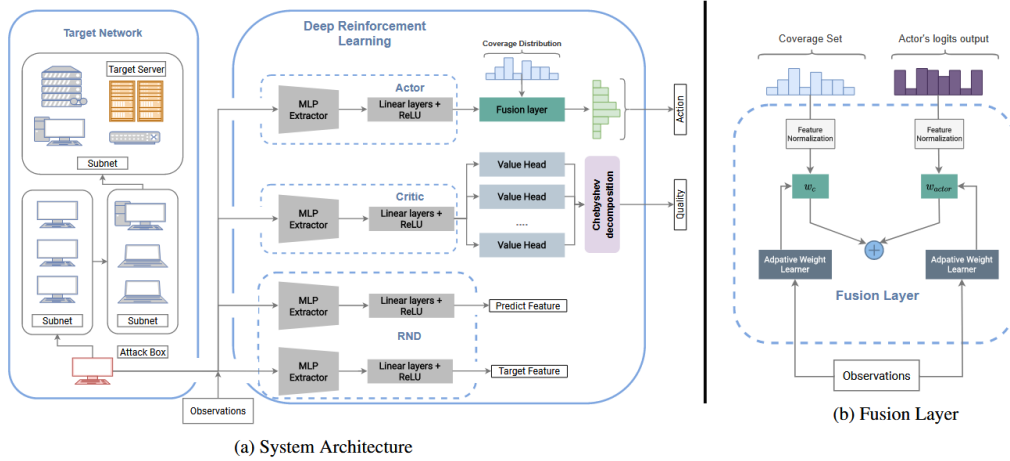 Target Network
Target Server
Subnet
Subnet
Subnet
Attack Box
Deep Reinforcement
Learning
Coverage Distribution
Actor
MLP
Extractor
Linear layers +
ReLU
Fusion layer
Action
Critic
MLP
Extractor
Linear layers +
ReLU
Value Head
Value Head
....
Value Head
Chebyshev
decomposition
Quality
MLP
Extractor
Linear layers +
ReLU
Predict Feature
RND
MLP
Extractor
Linear layers +
ReLU
Target Feature
Observations
(a) System Architecture
Coverage Set
Actor's logits output
Feature
Normalization
Feature
Normalization
w_c
w_actor
+
Adpative Weight
Learner
Adpative Weight
Learner
Fusion Layer
Observations
(b) Fusion Layer